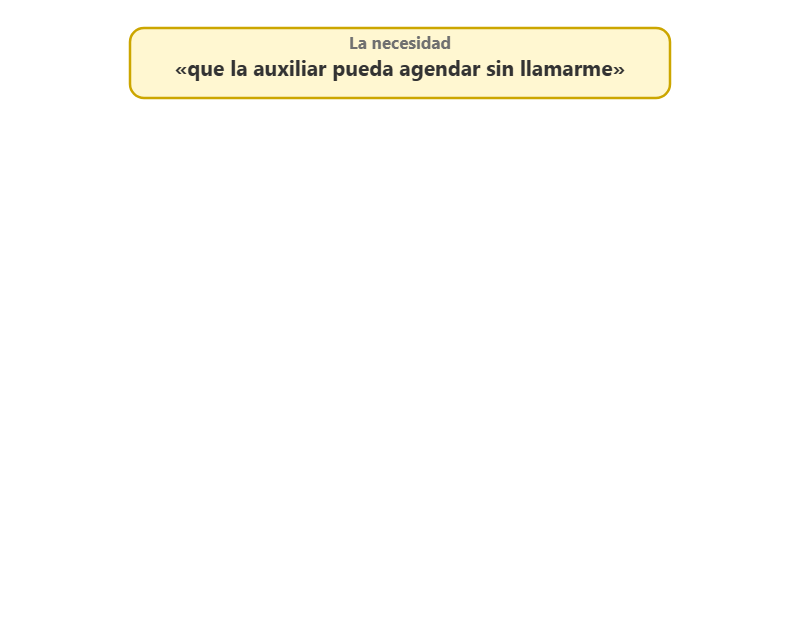 La necesidad
«que la auxiliar pueda agendar sin llamarme»